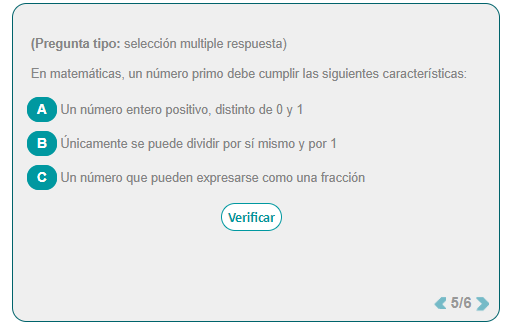 (Pregunta tipo: selección multiple respuesta)
En matemáticas, un número primo debe cumplir las siguientes características:
A Un número entero positivo, distinto de 0 y 1
B Únicamente se puede dividir por sí mismo y por 1
C Un número que pueden expresarse como una fracción
Verificar
5/6